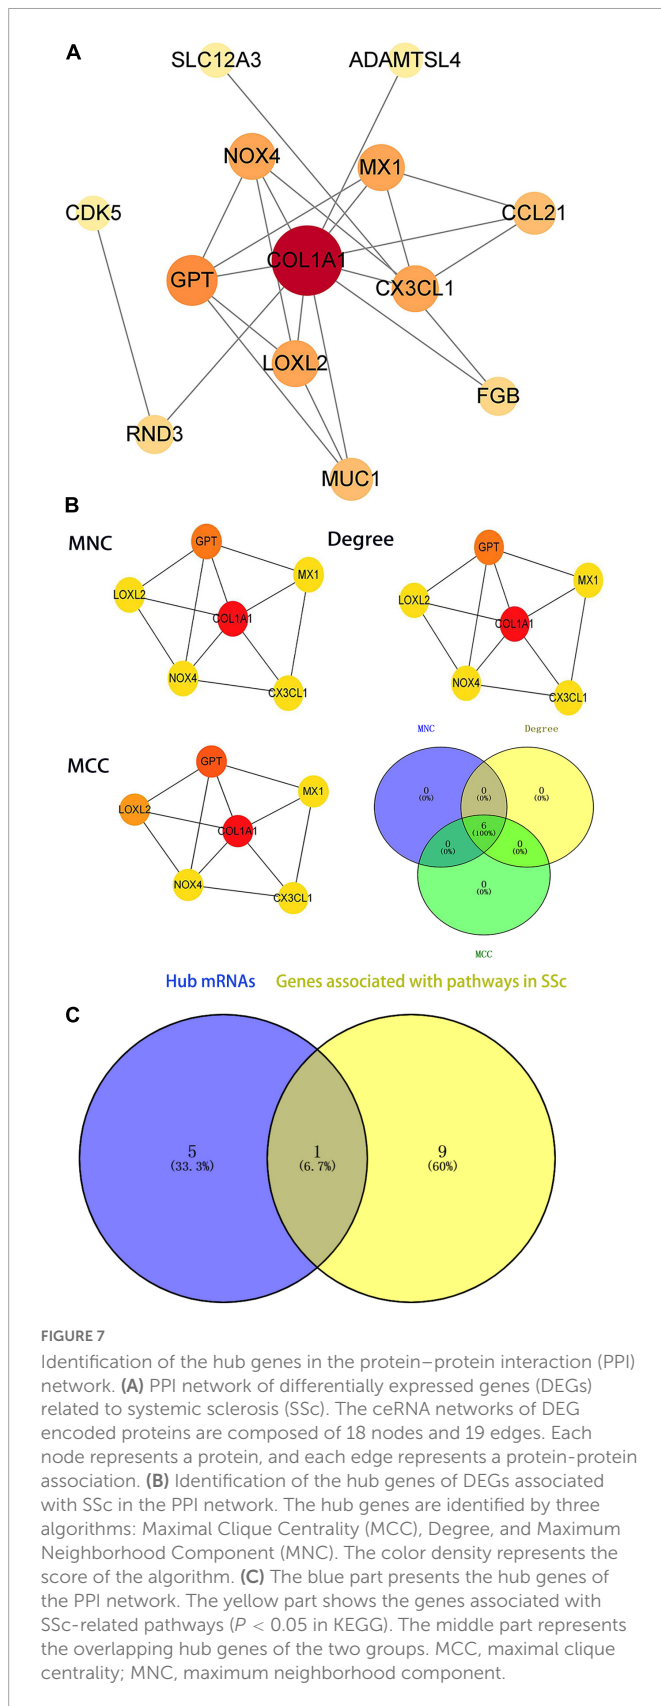 A
SLC12A3 ADAMTSL4
NOX4 MX1
CDK5 CCL21
COL1A1
GPT CX3CL1
LOXL2
FGB
RND3
MUC1
B
MNC Degree
GPT GPT
MX1 MX1
LOXL2 LOXL2
COL1A1 COL1A1
NOX4 NOX4
CX3CL1 CX3CL1
MNC Degree
MCC
GPT
MX1
LOXL2
COL1A1
NOX4
CX3CL1
0 0 0
(0%) (0%) (0%)
6
(100%)
0 0
(0%) (0%)
0
(0%)
MCC
Hub mRNAs Genes associated with pathways in SSc
C
5 1 9
(33.3%) (6.7%) (60%)
FIGURE 7
Identification of the hub genes in the protein–protein interaction (PPI)
network. (A) PPI network of differentially expressed genes (DEGs)
related to systemic sclerosis (SSc). The ceRNA networks of DEG
encoded proteins are composed of 18 nodes and 19 edges. Each
node represents a protein, and each edge represents a protein-protein
association. (B) Identification of the hub genes of DEGs associated
with SSc in the PPI network. The hub genes are identified by three
algorithms: Maximal Clique Centrality (MCC), Degree, and Maximum
Neighborhood Component (MNC). The color density represents the
score of the algorithm. (C) The blue part presents the hub genes of
the PPI network. The yellow part shows the genes associated with
SSc-related pathways (P < 0.05 in KEGG). The middle part represents
the overlapping hub genes of the two groups. MCC, maximal clique
centrality; MNC, maximum neighborhood component.